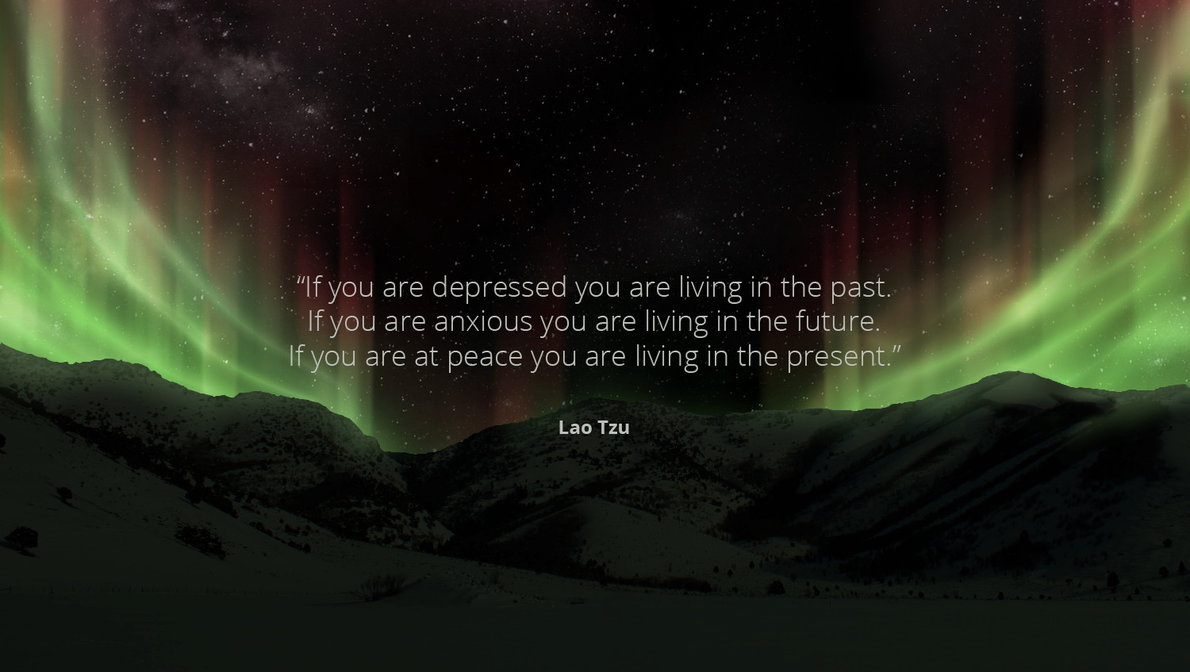 “If you are depressed you are living in the past.
If you are anxious you are living in the future.
If you are at peace you are living in the present.”
Lao Tzu